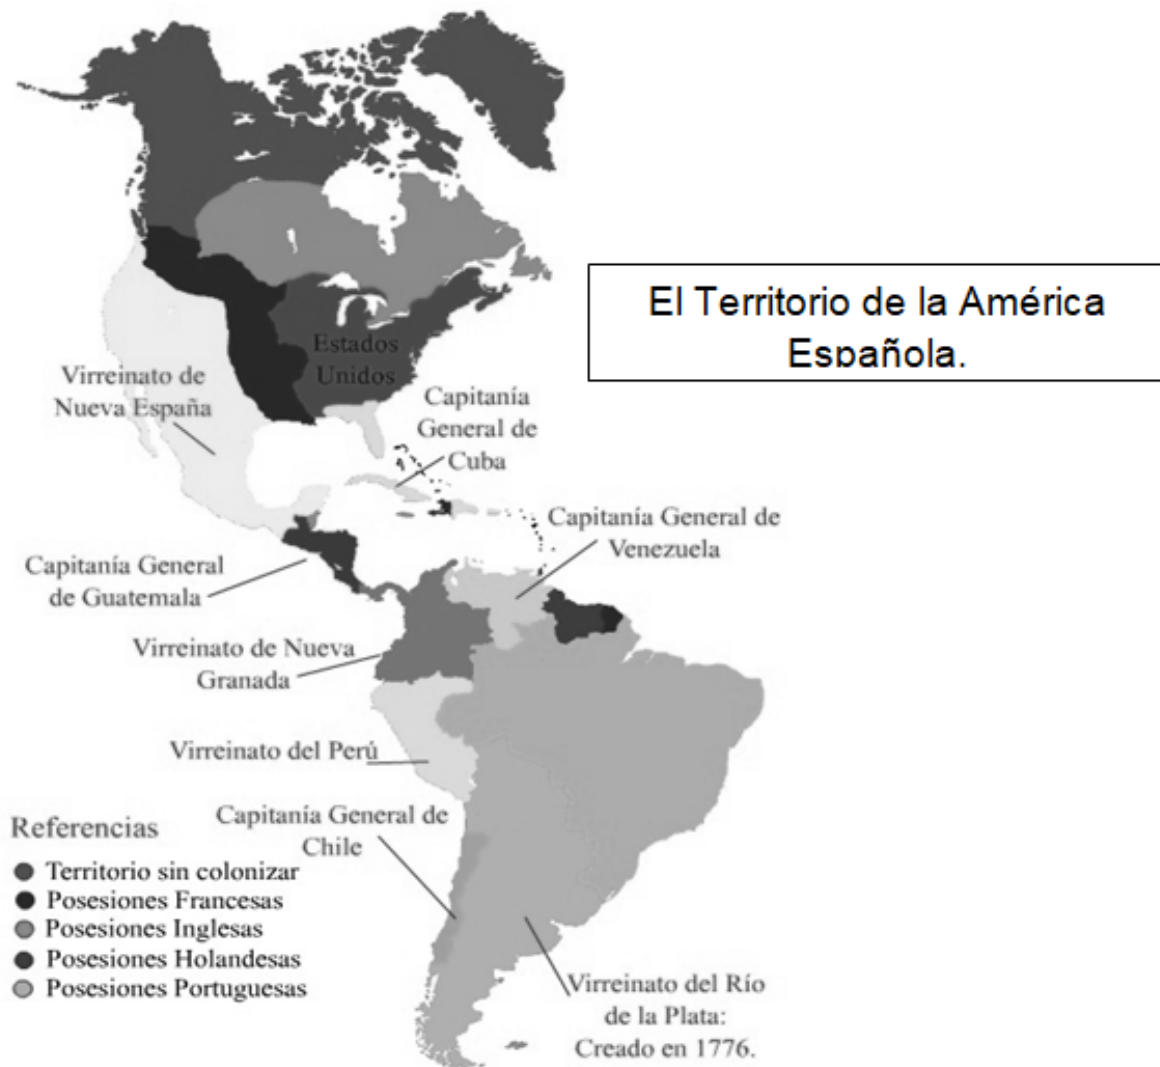 El Territorio de la América
Española.
Estados
Unidos
Virreinato de
Nueva España
Capitanía
General de
Cuba
Capitanía General de
Venezuela
Capitanía General
de Guatemala
Virreinato de Nueva
Granada
Virreinato del Perú
Capitanía General de
Chile
Referencias
Territorio sin colonizar
Posesiones Francesas
Posesiones Inglesas
Posesiones Holandesas
Posesiones Portuguesas
Virreinato del Río
de la Plata:
Creado en 1776.